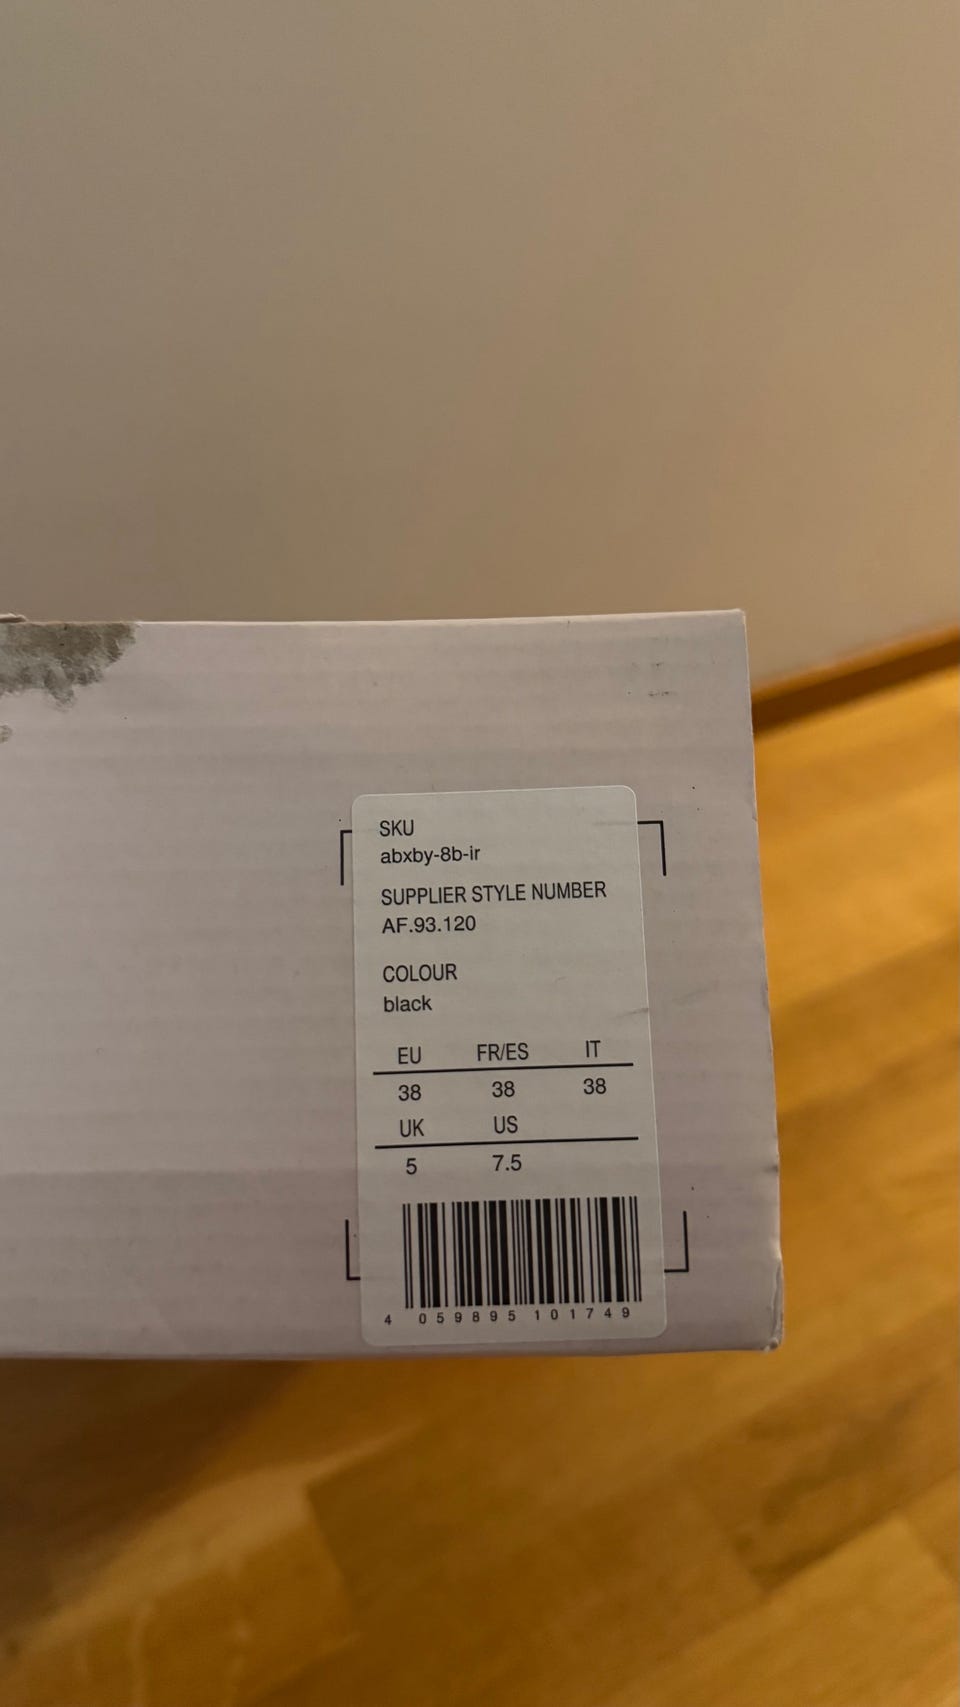 SKU
abxby-8b-ir
SUPPLIER STYLE NUMBER
AF.93.120
COLOUR
black
EU FR/ES IT
38 38 38
UK US
5 7.5
4 059895 101749